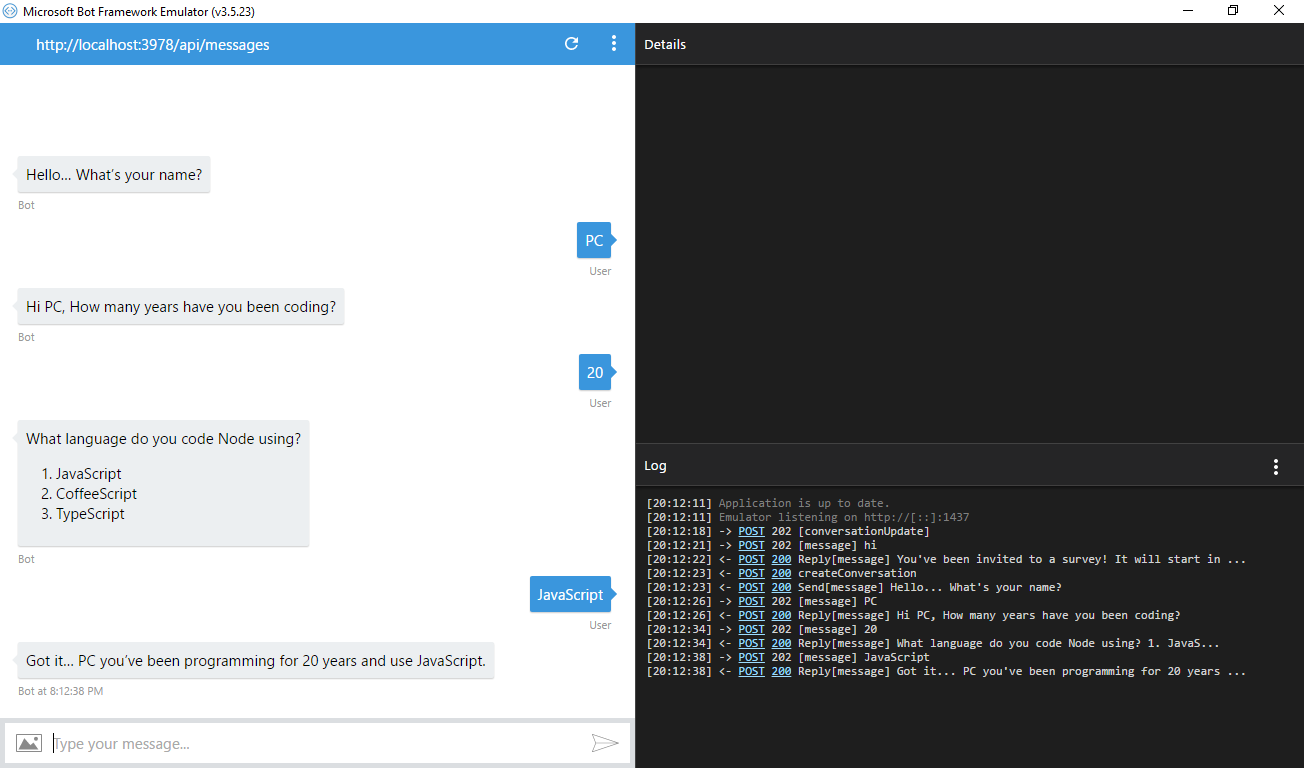 Microsoft Bot Framework Emulator (v3.5.23)
http://localhost:3978/api/messages
Hello... What's your name?
Bot
PC
User
Hi PC, How many years have you been coding?
Bot
20
User
What language do you code Node using?
1. JavaScript
2. CoffeeScript
3. TypeScript
Bot
JavaScript
User
Got it... PC you've been programming for 20 years and use JavaScript.
Bot at 8:12:38 PM
Type your message...
Details
Log
[20:12:11] Application is up to date.
[20:12:11] Emulator listening on http://[::]:1437
[20:12:18] -> POST 202 [conversationUpdate]
[20:12:21] -> POST 202 [message] hi
[20:12:22] <- POST 200 Reply[message] You've been invited to a survey! It will start in ...
[20:12:23] <- POST 200 createConversation
[20:12:23] <- POST 200 Send[message] Hello... What's your name?
[20:12:26] -> POST 202 [message] PC
[20:12:26] <- POST 200 Reply[message] Hi PC, How many years have you been coding?
[20:12:34] -> POST 202 [message] 20
[20:12:34] <- POST 200 Reply[message] What language do you code Node using? 1. JavaS...
[20:12:38] -> POST 202 [message] JavaScript
[20:12:38] <- POST 200 Reply[message] Got it... PC you've been programming for 20 years ...